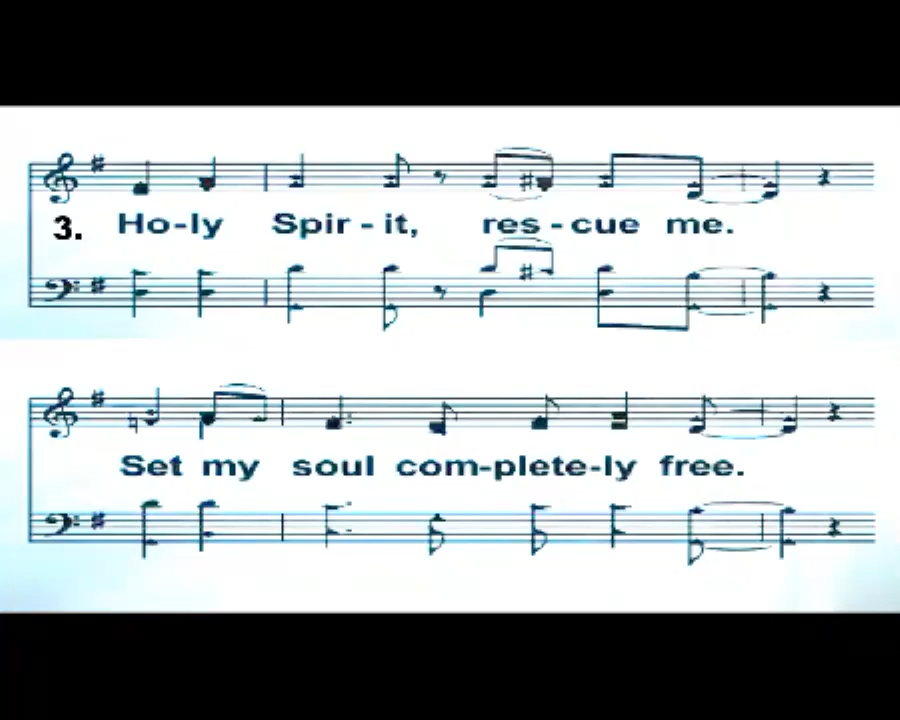 3. Ho-ly Spir-it, res-cue me.
Set my soul com-plete-ly free.